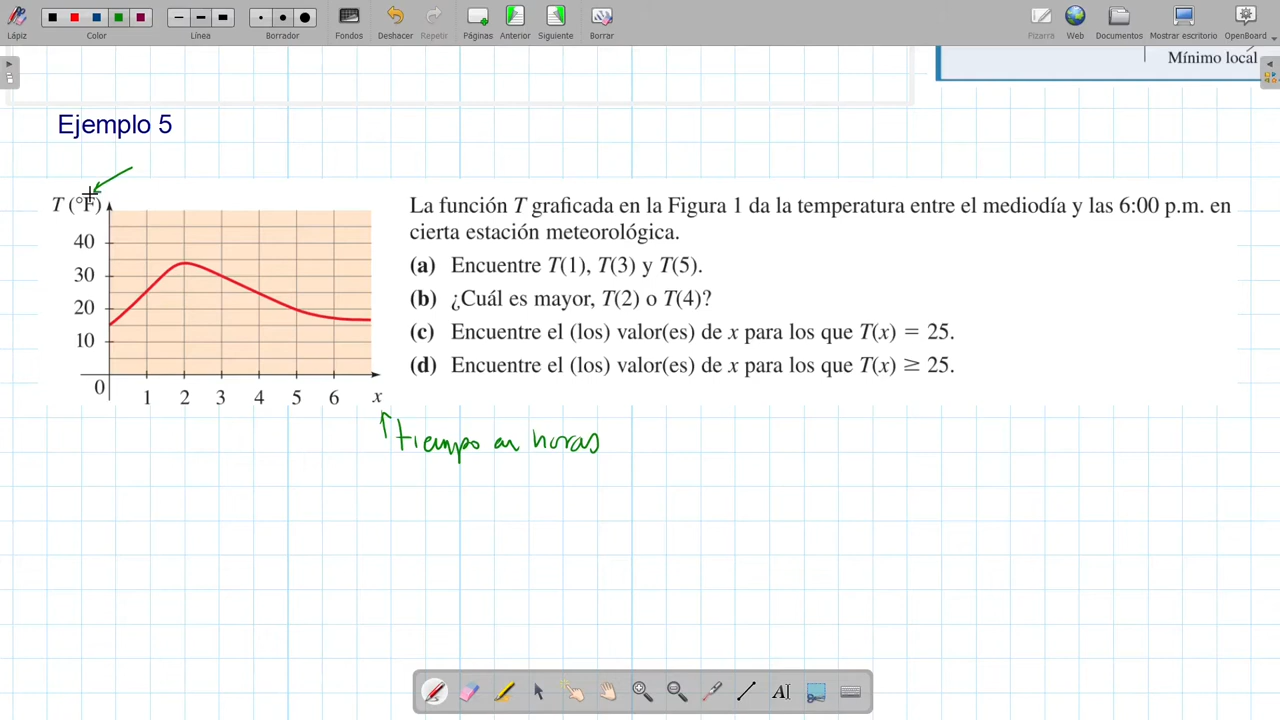 Lápiz
Color
Línea
Borrador
Fondos
Deshacer
Repetir
Páginas
Anterior
Siguiente
Borrar
Pizarra
Web
Documentos
Mostrar escritorio
OpenBoard
Mínimo local
Ejemplo 5
T (°F)
40
30
20
10
0
1 2 3 4 5 6 x
La función T graficada en la Figura 1 da la temperatura entre el mediodía y las 6:00 p.m. en
cierta estación meteorológica.
(a) Encuentre T(1), T(3) y T(5).
(b) ¿Cuál es mayor, T(2) o T(4)?
(c) Encuentre el (los) valor(es) de x para los que T(x) = 25.
(d) Encuentre el (los) valor(es) de x para los que T(x) ≥ 25.
tiempo en horas